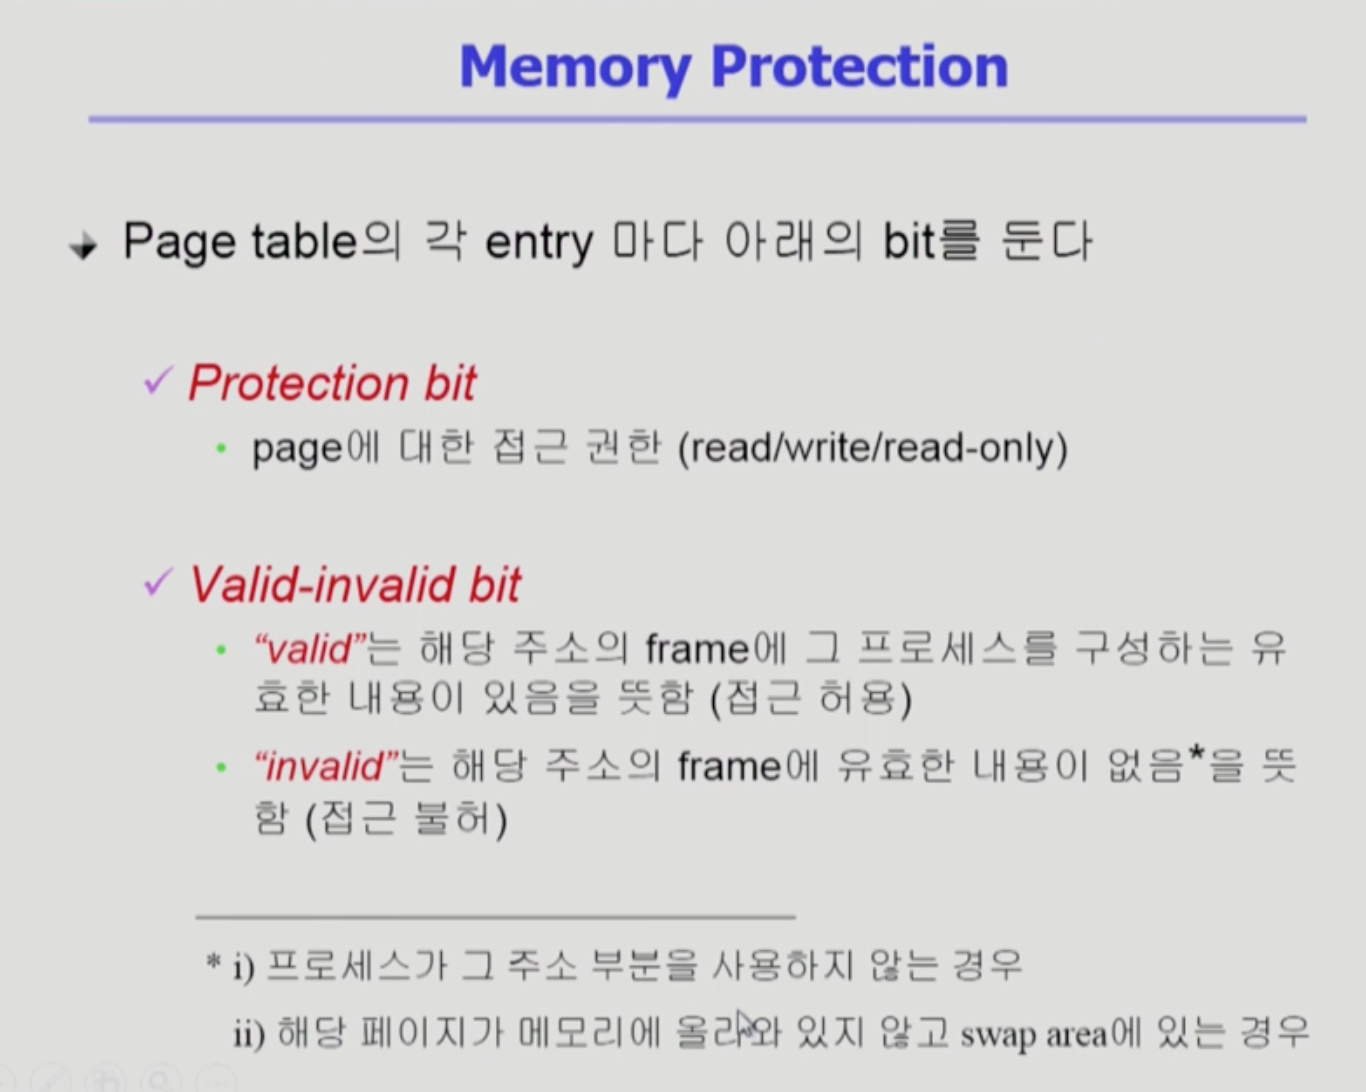 Memory Protection
Page table의 각 entry 마다 아래의 bit를 둔다
Protection bit
page에 대한 접근 권한 (read/write/read-only)
Valid-invalid bit
“valid”는 해당 주소의 frame에 그 프로세스를 구성하는 유
효한 내용이 있음을 뜻함 (접근 허용)
“invalid”는 해당 주소의 frame에 유효한 내용이 없음*을 뜻
함 (접근 불허)
* i) 프로세스가 그 주소 부분을 사용하지 않는 경우
ii) 해당 페이지가 메모리에 올라와 있지 않고 swap area에 있는 경우